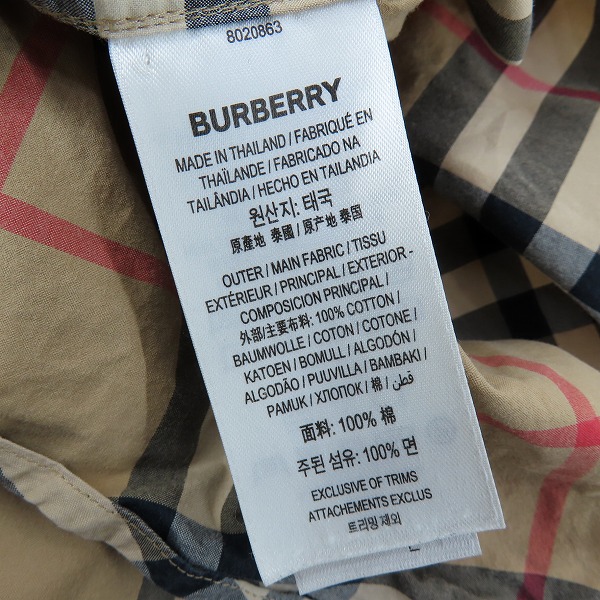 8020863
BURBERRY
MADE IN THAILAND / FABRIQUÉ EN
THAÏLANDE / FABRICADO NA
TAILÂNDIA / HECHO EN TAILANDIA
원산지: 태국
原產地 泰國 / 原产地 泰国
OUTER / MAIN FABRIC / TISSU
EXTÉRIEUR / PRINCIPAL / EXTERIOR -
COMPOSICION PRINCIPAL /
外部/主要布料: 100% COTTON /
BAUMWOLLE / COTON / COTONE /
KATOEN / BOMULL / ALGODÓN /
ALGODÃO / PUUVILLA / BAMBAKI /
PAMUK / ХЛОПОК / 棉 / قطن /
面料: 100% 棉
주된 섬유: 100% 면
EXCLUSIVE OF TRIMS
ATTACHEMENTS EXCLUS
트리밍 제외